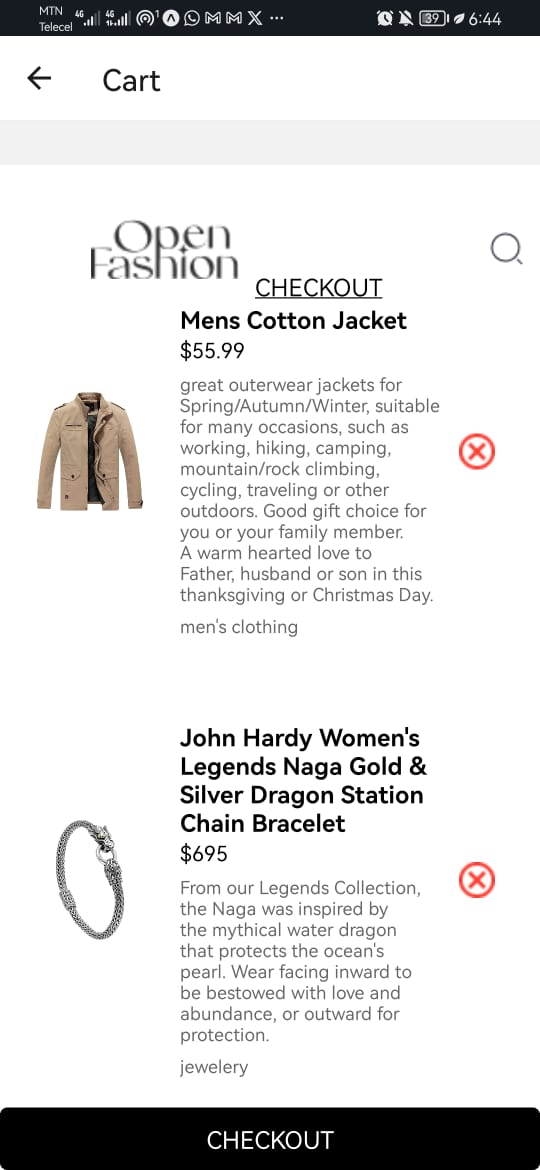 MTN 4G 4G 1 39 6:44
Telecel
Cart
Open
Fashion
CHECKOUT
Mens Cotton Jacket
$55.99
great outerwear jackets for
Spring/Autumn/Winter, suitable
for many occasions, such as
working, hiking, camping,
mountain/rock climbing,
cycling, traveling or other
outdoors. Good gift choice for
you or your family member.
A warm hearted love to
Father, husband or son in this
thanksgiving or Christmas Day.
men's clothing
John Hardy Women's
Legends Naga Gold &
Silver Dragon Station
Chain Bracelet
$695
From our Legends Collection,
the Naga was inspired by
the mythical water dragon
that protects the ocean's
pearl. Wear facing inward to
be bestowed with love and
abundance, or outward for
protection.
jewelery
CHECKOUT